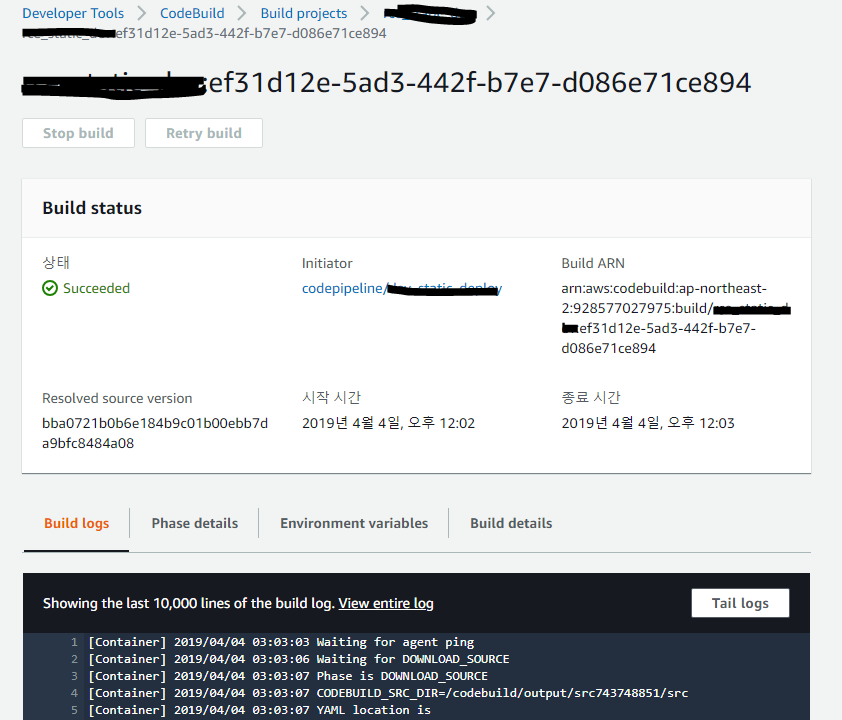 Developer Tools > CodeBuild > Build projects >
ef31d12e-5ad3-442f-b7e7-d086e71ce894
:ef31d12e-5ad3-442f-b7e7-d086e71ce894
Stop build Retry build
Build status
상태 Initiator Build ARN
Succeeded codepipeline/ arn:aws:codebuild:ap-northeast-
2:928577027975:build/
ef31d12e-5ad3-442f-b7e7-
d086e71ce894
Resolved source version 시작 시간 종료 시간
bba0721b0b6e184b9c01b00ebb7d 2019년 4월 4일, 오후 12:02 2019년 4월 4일, 오후 12:03
a9bfc8484a08
Build logs Phase details Environment variables Build details
Showing the last 10,000 lines of the build log. View entire log Tail logs
1 [Container] 2019/04/04 03:03:03 Waiting for agent ping
2 [Container] 2019/04/04 03:03:06 Waiting for DOWNLOAD_SOURCE
3 [Container] 2019/04/04 03:03:07 Phase is DOWNLOAD_SOURCE
4 [Container] 2019/04/04 03:03:07 CODEBUILD_SRC_DIR=/codebuild/output/src743748851/src
5 [Container] 2019/04/04 03:03:07 YAML location is